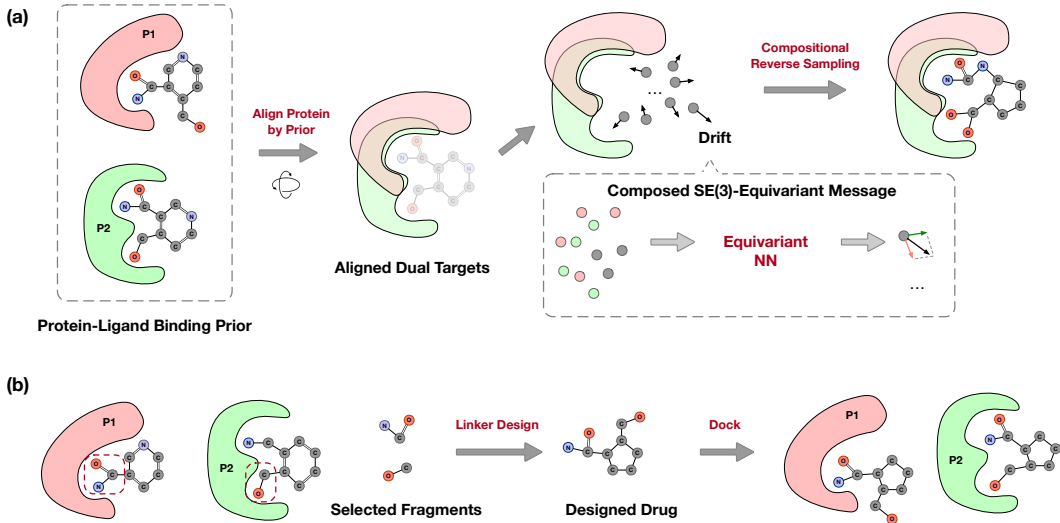 (a)
P1
N
O
C
C
C
C
C
C
N
C
O
P2
O
C
C
N
C
C
N
C
C
C
O
Protein-Ligand Binding Prior
Align Protein
by Prior
O
N
C
C
C
N
C
C
C
C
O
Aligned Dual Targets
...
Drift
Compositional
Reverse Sampling
O
N
C
C
N
C
C
C
O
C
C
C
O
Composed SE(3)-Equivariant Message
Equivariant
NN
...
(b)
P1
N
O
C
C
C
C
N
C
C
P2
N
C
C
C
C
C
C
C
C
O
O
N
C
O
C
Selected Fragments
Linker Design
O
O
C
N
C
C
C
C
C
C
Designed Drug
Dock
P1
O
C
C
N
C
C
C
C
C
O
P2
O
C
C
N
C
C
C
C
C
O